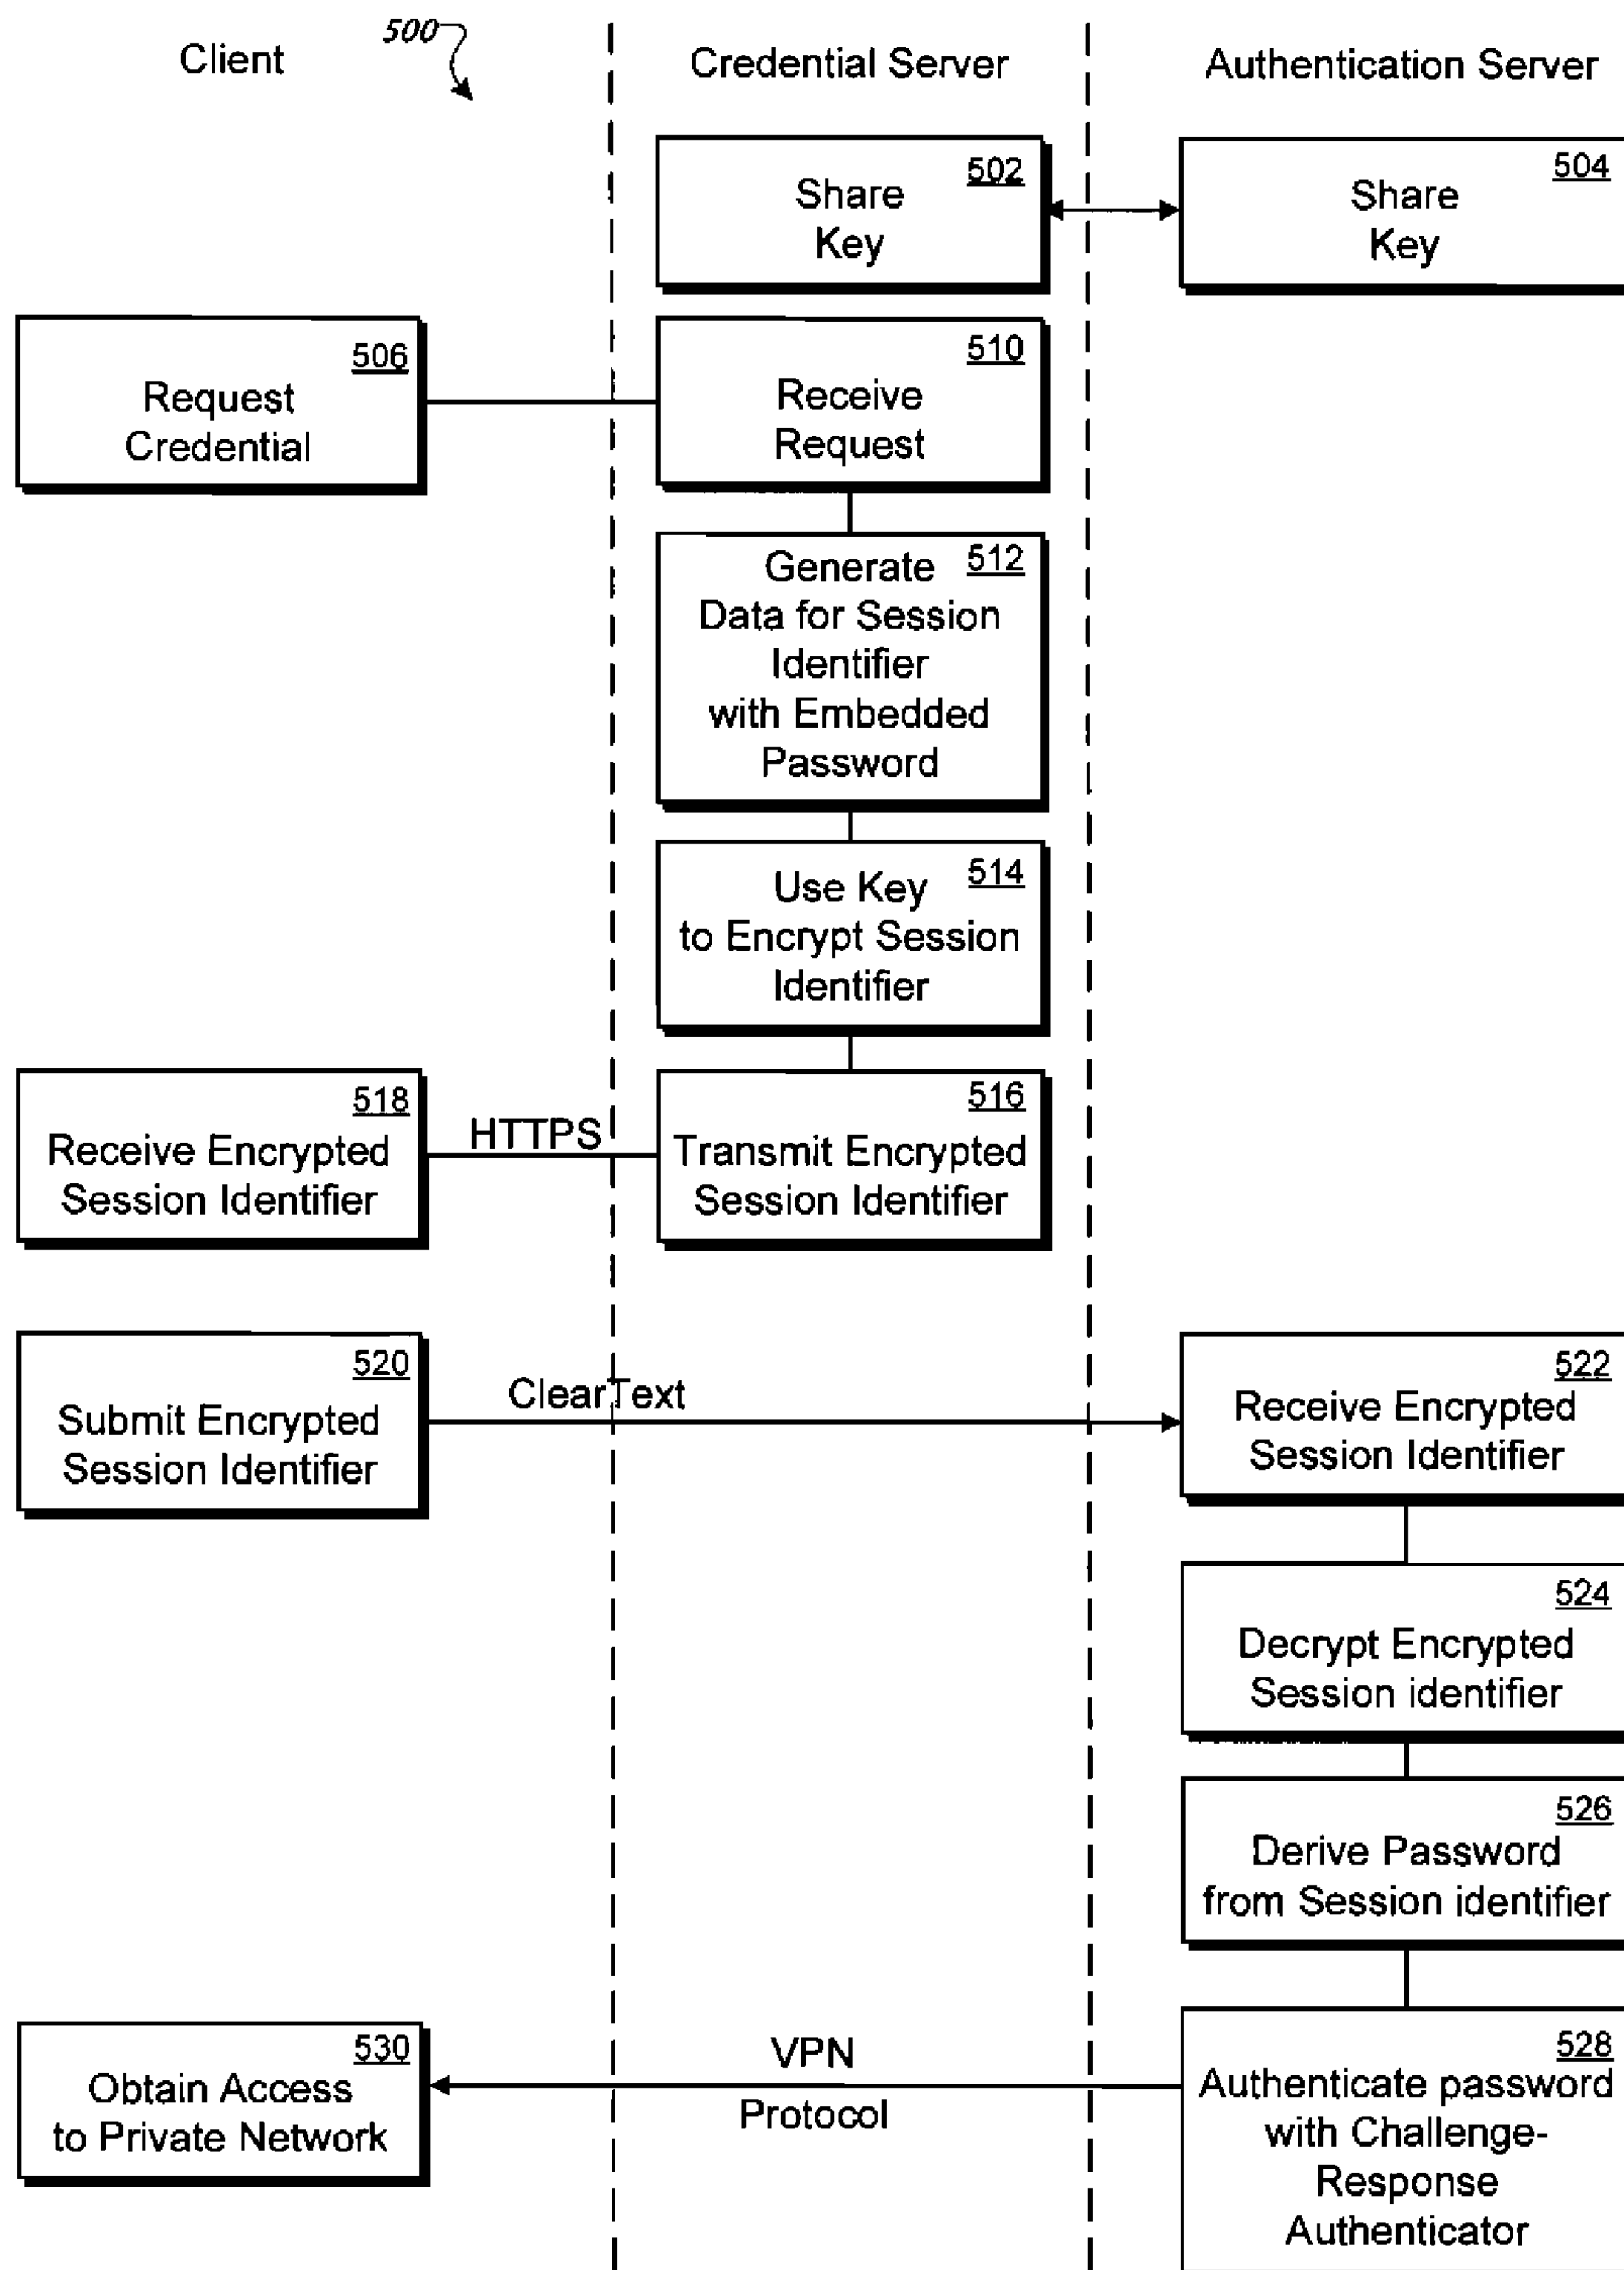 Client
500
Credential Server
Authentication Server
502
Share
Key
504
Share
Key
506
Request
Credential
510
Receive
Request
512
Generate
Data for Session
Identifier
with Embedded
Password
514
Use Key
to Encrypt Session
Identifier
518
Receive Encrypted
Session Identifier
HTTPS
516
Transmit Encrypted
Session Identifier
520
Submit Encrypted
Session Identifier
ClearText
522
Receive Encrypted
Session Identifier
524
Decrypt Encrypted
Session identifier
526
Derive Password
from Session identifier
530
Obtain Access
to Private Network
VPN
Protocol
528
Authenticate password
with Challenge-
Response
Authenticator